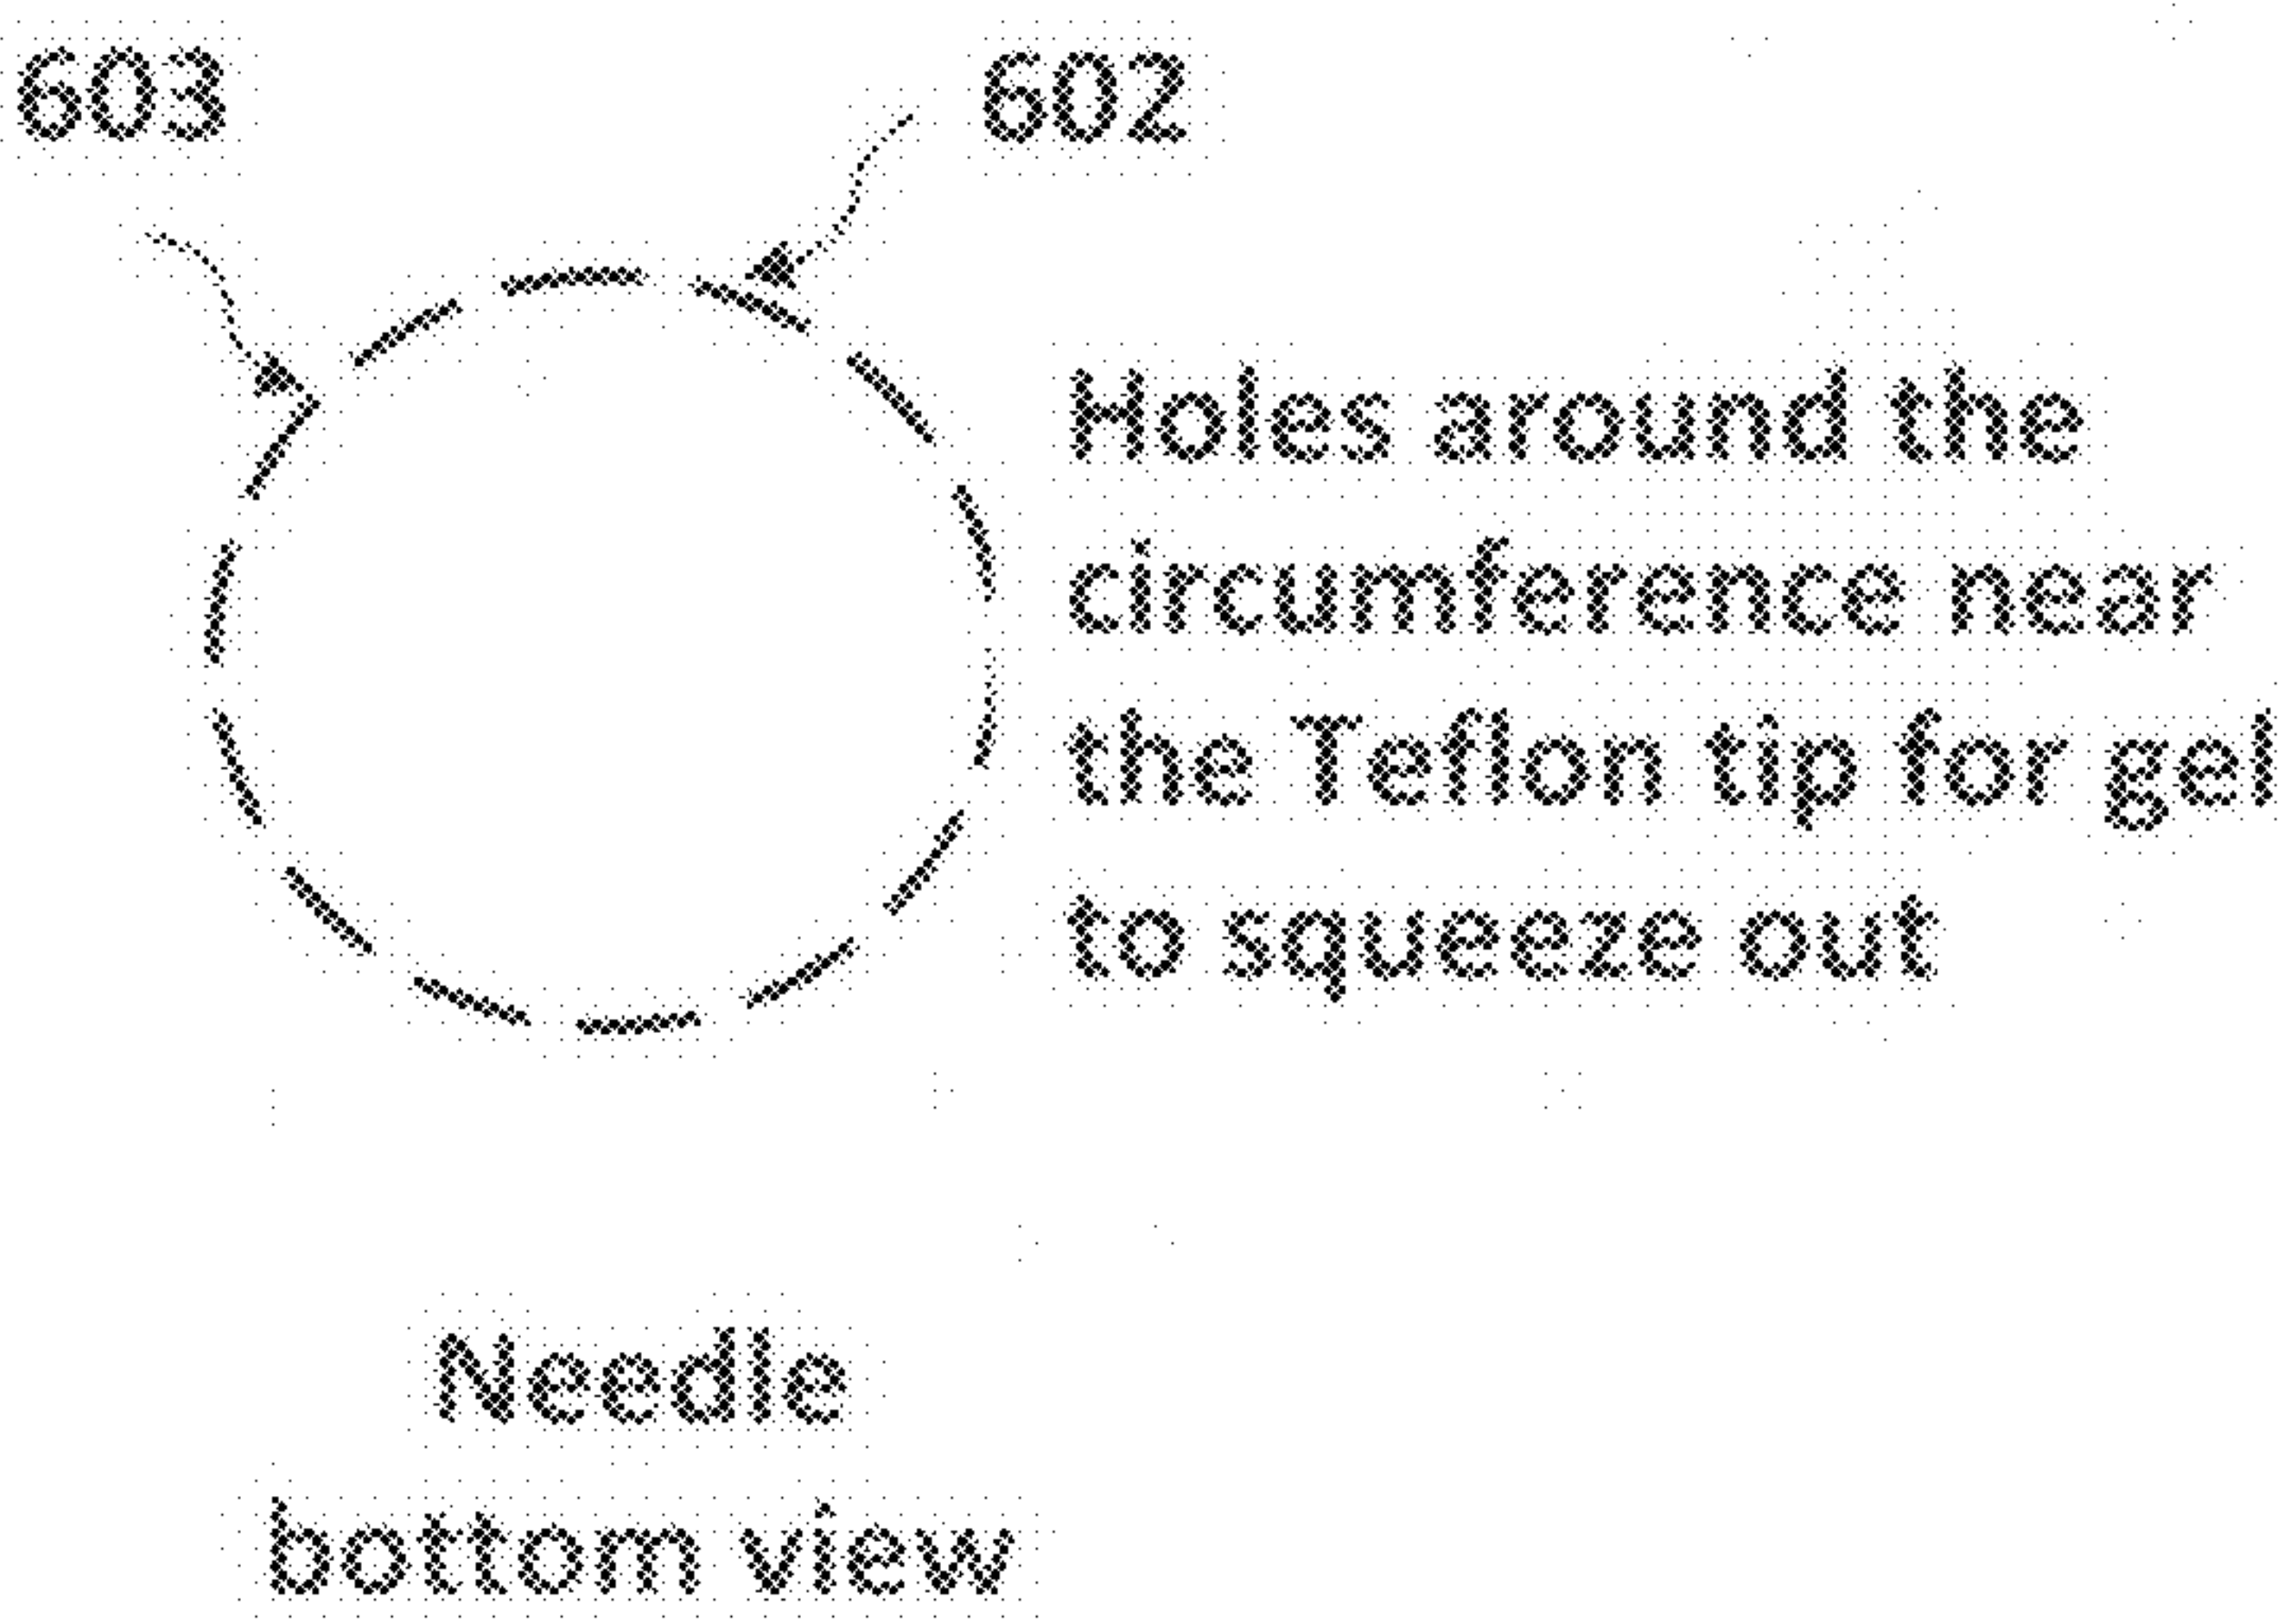 603
602
Holes around the
circumference near
the Teflon tip for gel
to squeeze out
Needle
bottom view